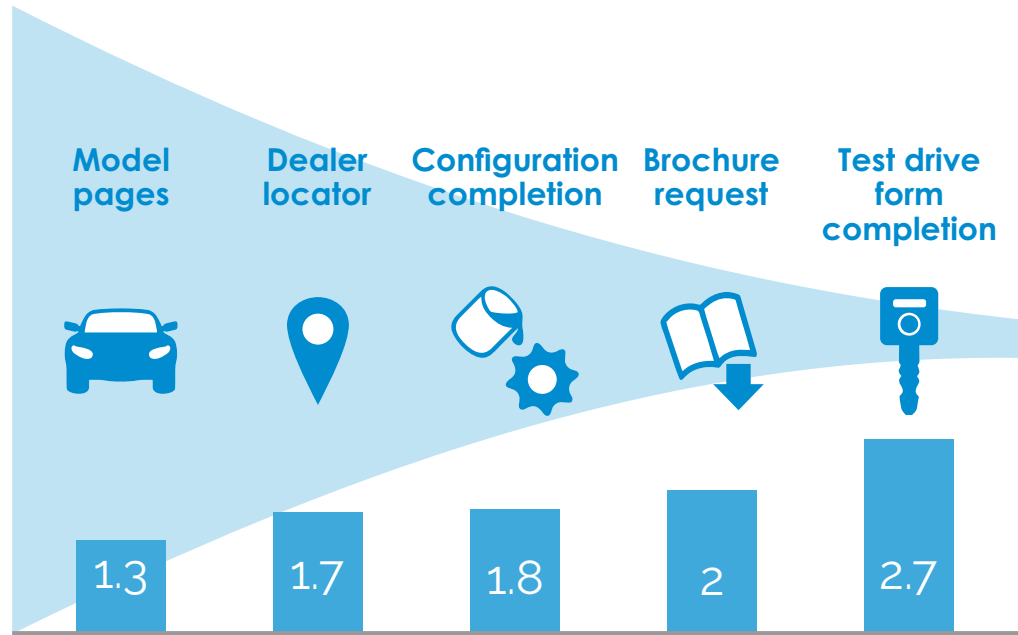 Model
pages
Dealer
locator
Configuration
completion
Brochure
request
Test drive
form
completion
1.3
1.7
1.8
2
2.7